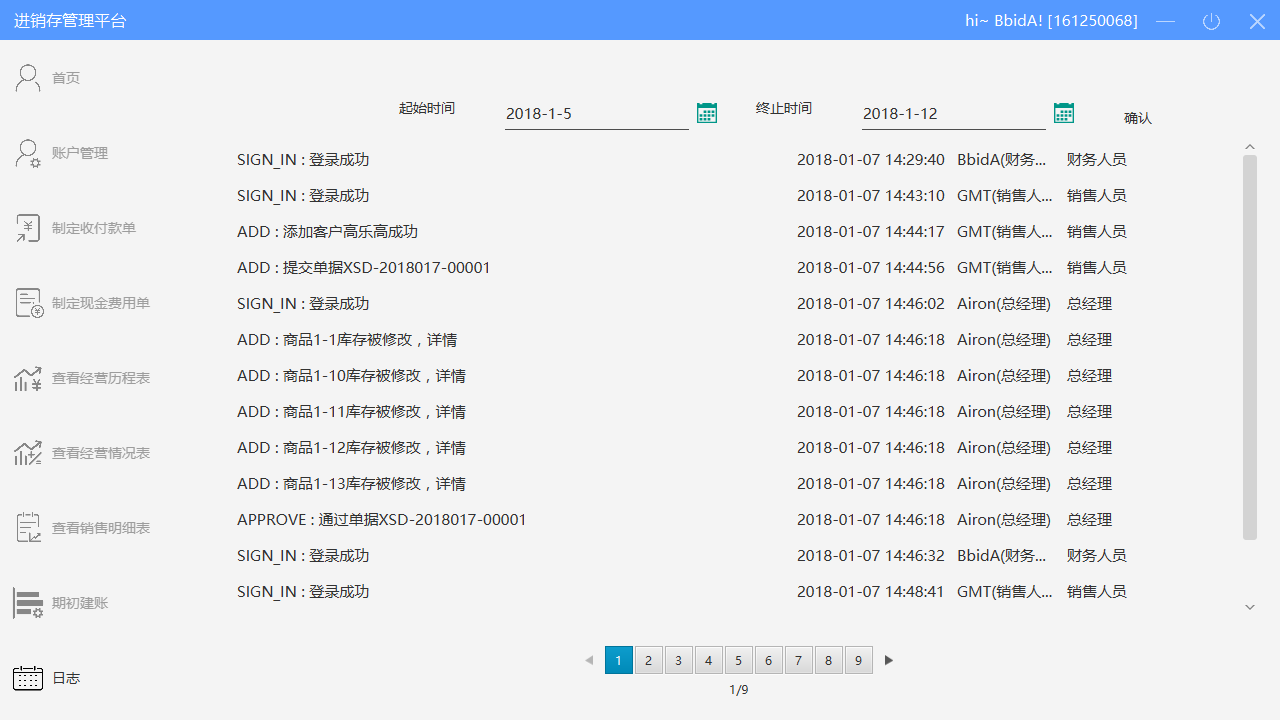 进销存管理平台 hi~ BbidA! [161250068]
首页
账户管理
制定收付款单
制定现金费用单
查看经营历程表
查看经营情况表
查看销售明细表
期初建账
日志
起始时间 2018-1-5 终止时间 2018-1-12 确认
SIGN_IN : 登录成功 2018-01-07 14:29:40 BbidA(财务... 财务人员
SIGN_IN : 登录成功 2018-01-07 14:43:10 GMT(销售人... 销售人员
ADD : 添加客户高乐高成功 2018-01-07 14:44:17 GMT(销售人... 销售人员
ADD : 提交单据XSD-2018017-00001 2018-01-07 14:44:56 GMT(销售人... 销售人员
SIGN_IN : 登录成功 2018-01-07 14:46:02 Airon(总经理) 总经理
ADD : 商品1-1库存被修改，详情 2018-01-07 14:46:18 Airon(总经理) 总经理
ADD : 商品1-10库存被修改，详情 2018-01-07 14:46:18 Airon(总经理) 总经理
ADD : 商品1-11库存被修改，详情 2018-01-07 14:46:18 Airon(总经理) 总经理
ADD : 商品1-12库存被修改，详情 2018-01-07 14:46:18 Airon(总经理) 总经理
ADD : 商品1-13库存被修改，详情 2018-01-07 14:46:18 Airon(总经理) 总经理
APPROVE : 通过单据XSD-2018017-00001 2018-01-07 14:46:18 Airon(总经理) 总经理
SIGN_IN : 登录成功 2018-01-07 14:46:32 BbidA(财务... 财务人员
SIGN_IN : 登录成功 2018-01-07 14:48:41 GMT(销售人... 销售人员
1 2 3 4 5 6 7 8 9
1/9